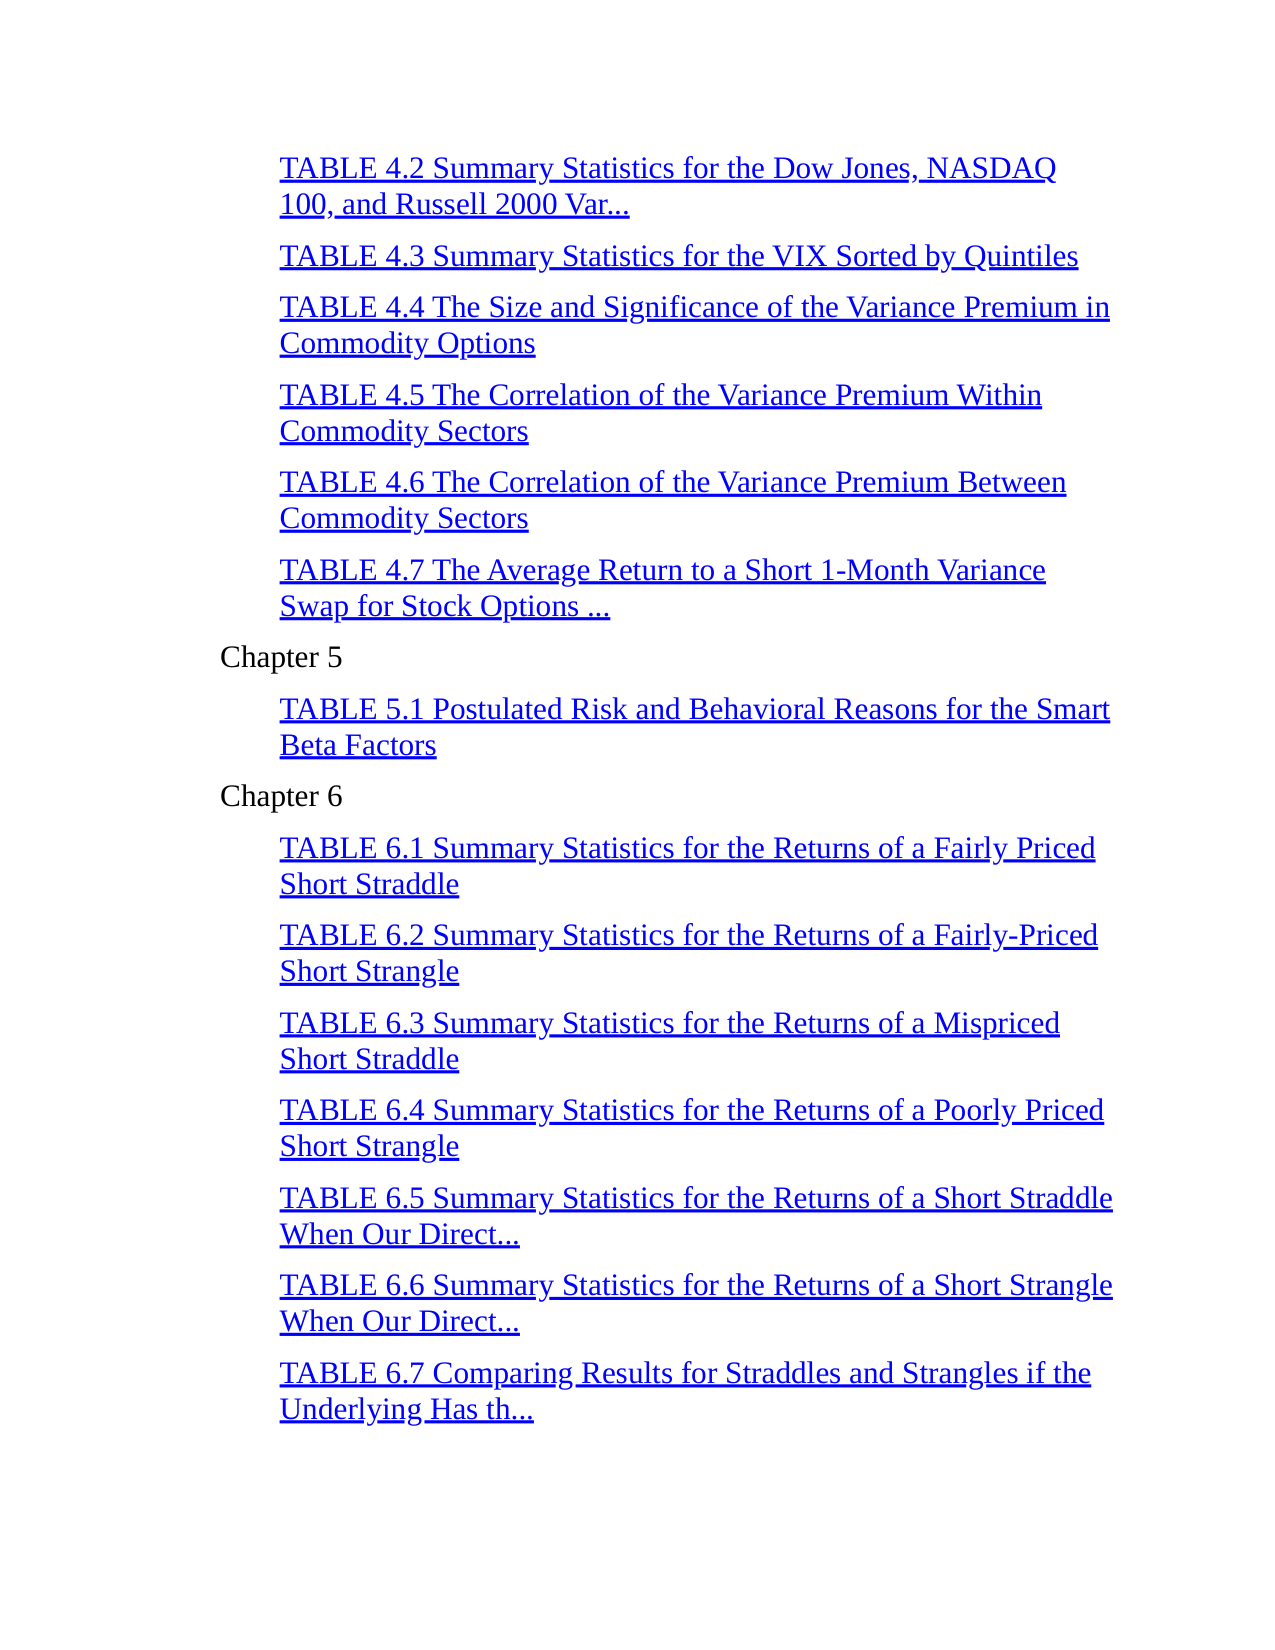 TABLE 4.2 Summary Statistics for the Dow Jones, NASDAQ
100, and Russell 2000 Var...
TABLE 4.3 Summary Statistics for the VIX Sorted by Quintiles
TABLE 4.4 The Size and Significance of the Variance Premium in
Commodity Options
TABLE 4.5 The Correlation of the Variance Premium Within
Commodity Sectors
TABLE 4.6 The Correlation of the Variance Premium Between
Commodity Sectors
TABLE 4.7 The Average Return to a Short 1-Month Variance
Swap for Stock Options ...
Chapter 5
TABLE 5.1 Postulated Risk and Behavioral Reasons for the Smart
Beta Factors
Chapter 6
TABLE 6.1 Summary Statistics for the Returns of a Fairly Priced
Short Straddle
TABLE 6.2 Summary Statistics for the Returns of a Fairly-Priced
Short Strangle
TABLE 6.3 Summary Statistics for the Returns of a Mispriced
Short Straddle
TABLE 6.4 Summary Statistics for the Returns of a Poorly Priced
Short Strangle
TABLE 6.5 Summary Statistics for the Returns of a Short Straddle
When Our Direct...
TABLE 6.6 Summary Statistics for the Returns of a Short Strangle
When Our Direct...
TABLE 6.7 Comparing Results for Straddles and Strangles if the
Underlying Has th...